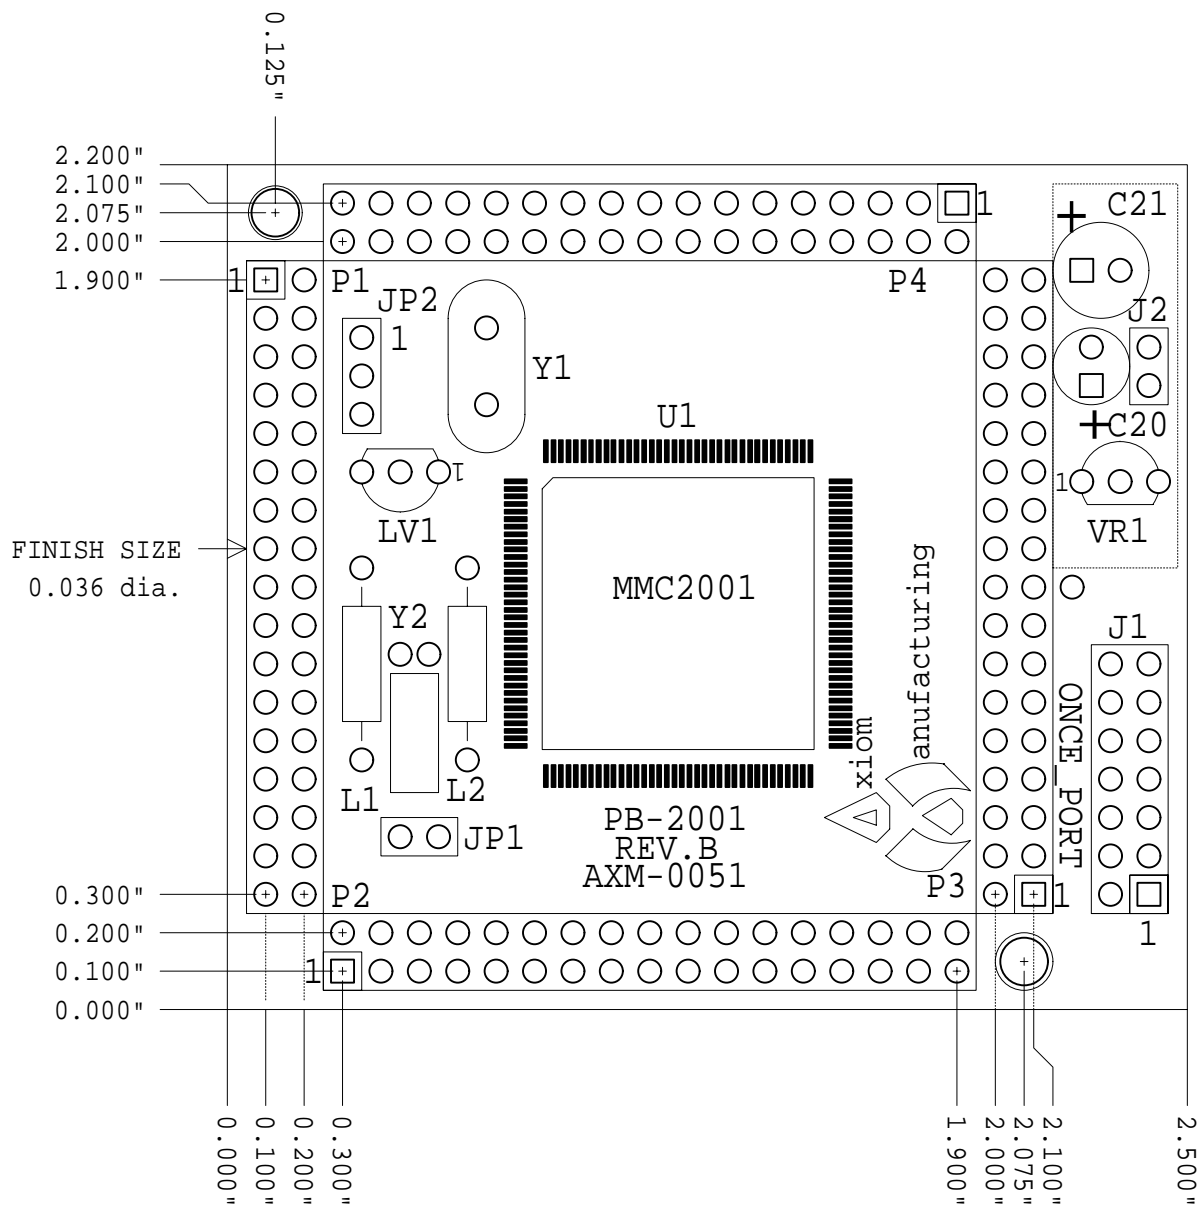 0.125"
2.200"
2.100"
2.075"
2.000"
1.900"
1
C21
+
1
P1
P4
JP2
1
J2
Y1
U1
+C20
1
1
LV1
VR1
FINISH SIZE
0.036 dia.
MMC2001
anufacturing
Y2
J1
ONCE_PORT
xiom
L1
L2
PB-2001
REV.B
AXM-0051
JP1
0.300"
P2
P3
1
1
0.200"
0.100"
1
0.000"
0.000"
0.100"
0.200"
0.300"
1.900"
2.000"
2.075"
2.100"
2.500"